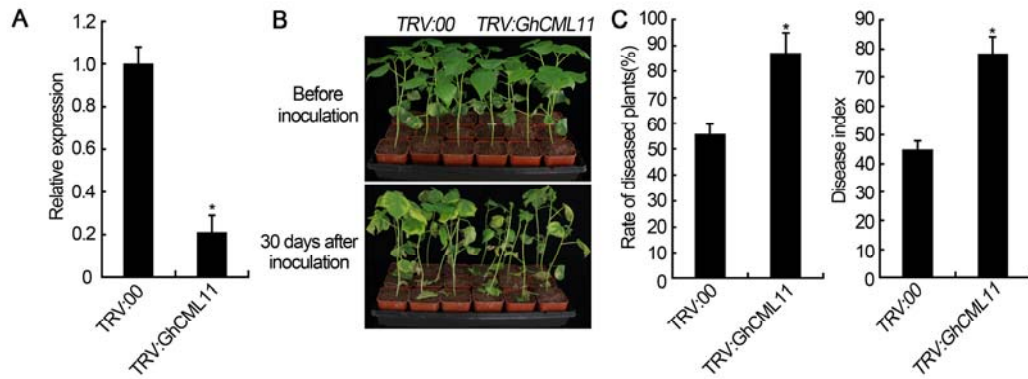 A
Relative expression
1.2
1.0
0.8
0.6
0.4
0.2
0
*
TRV:00
TRV:GhCML11
B
TRV:00 TRV:GhCML11
Before
inoculation
30 days after
inoculation
C
Rate of diseased plants(%)
100
90
80
70
60
50
40
30
20
10
0
*
TRV:00
TRV:GhCML11
Disease index
90
80
70
60
50
40
30
20
10
0
*
TRV:00
TRV:GhCML11